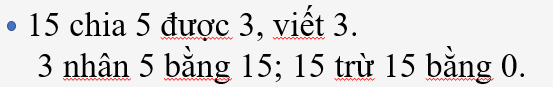 • 15 chia 5 được 3, viết 3.
3 nhân 5 bằng 15; 15 trừ 15 bằng 0.